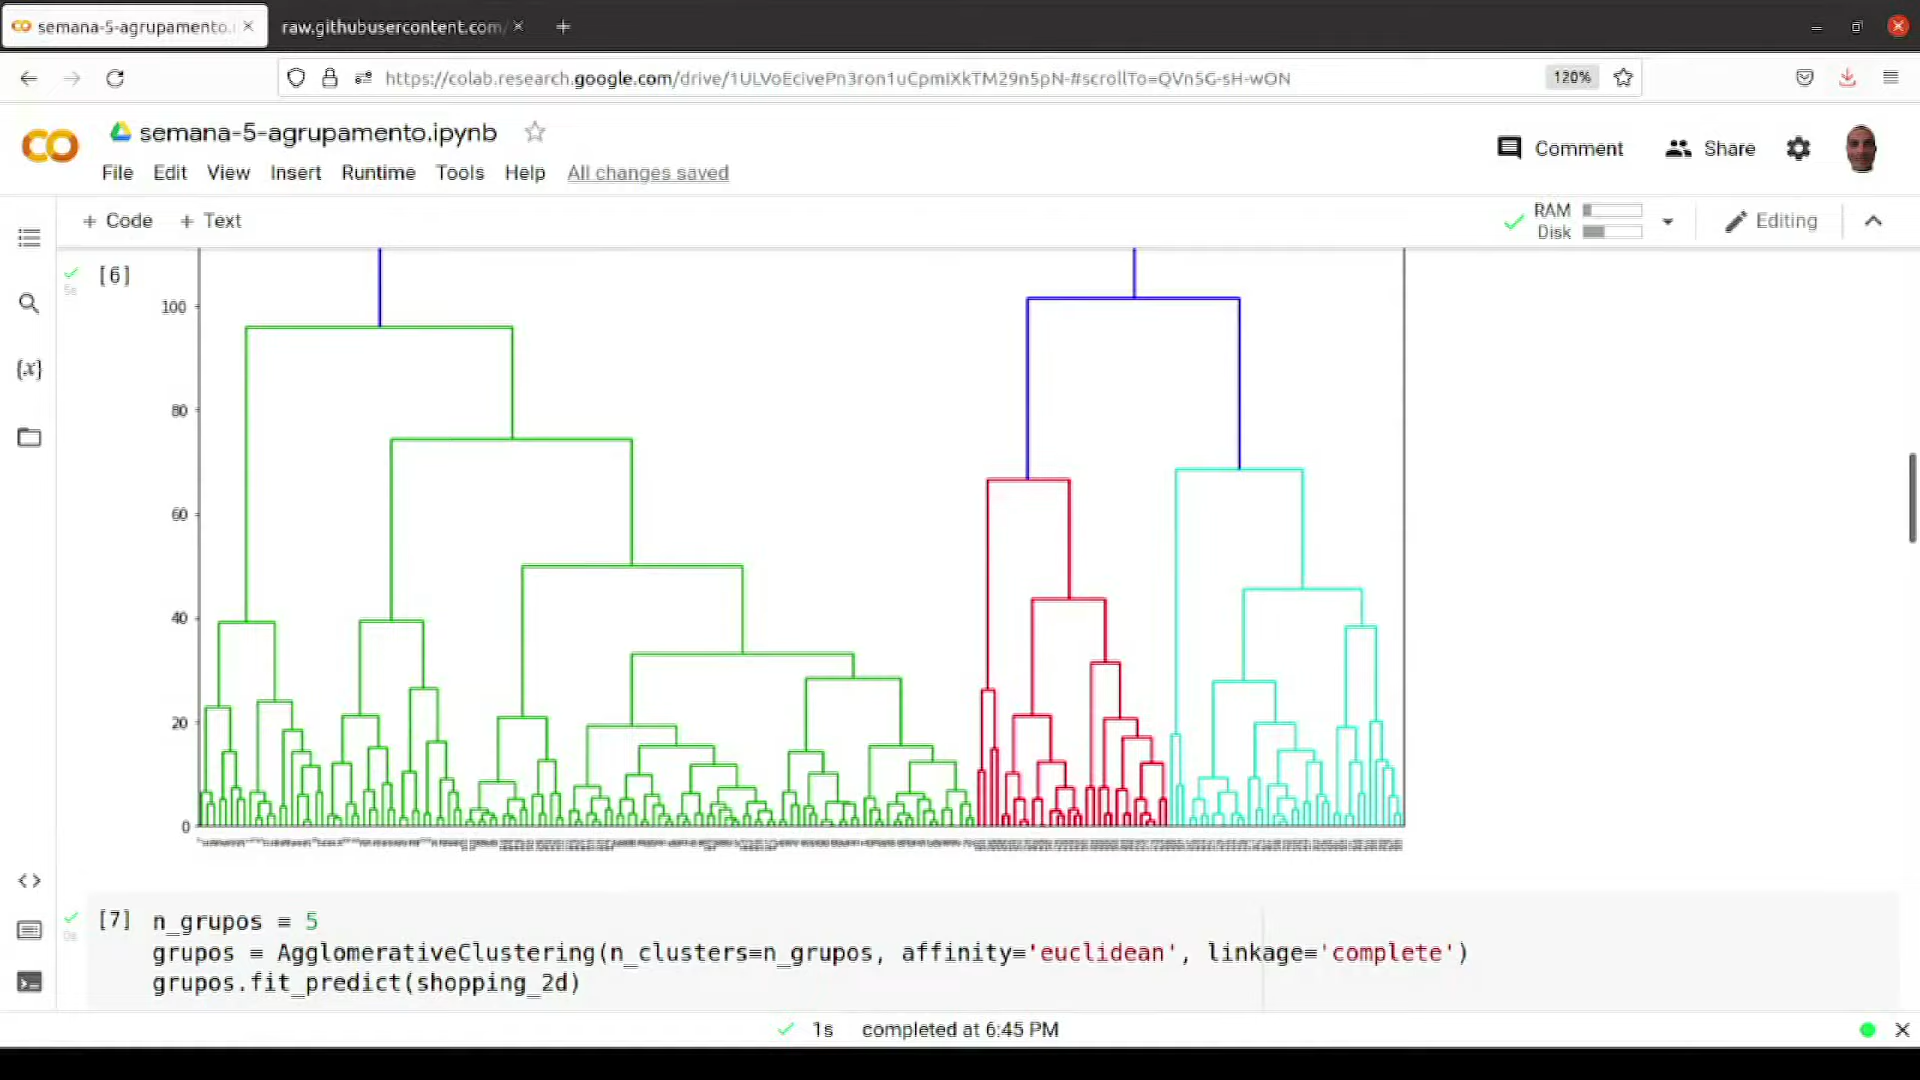 semana-5-agrupamento.
raw.githubusercontent.com/
https://colab.research.google.com/drive/1ULVoEcivePn3ron1uCpmIXkTM29n5pN-#scrollTo=QVn5G-sH-wON
120%
semana-5-agrupamento.ipynb
Comment
Share
File Edit View Insert Runtime Tools Help All changes saved
+ Code + Text
RAM
Disk
Editing
[6]
5s
100
80
60
40
20
0
[7]
0s
n_grupos = 5
grupos = AgglomerativeClustering(n_clusters=n_grupos, affinity='euclidean', linkage='complete')
grupos.fit_predict(shopping_2d)
1s completed at 6:45 PM